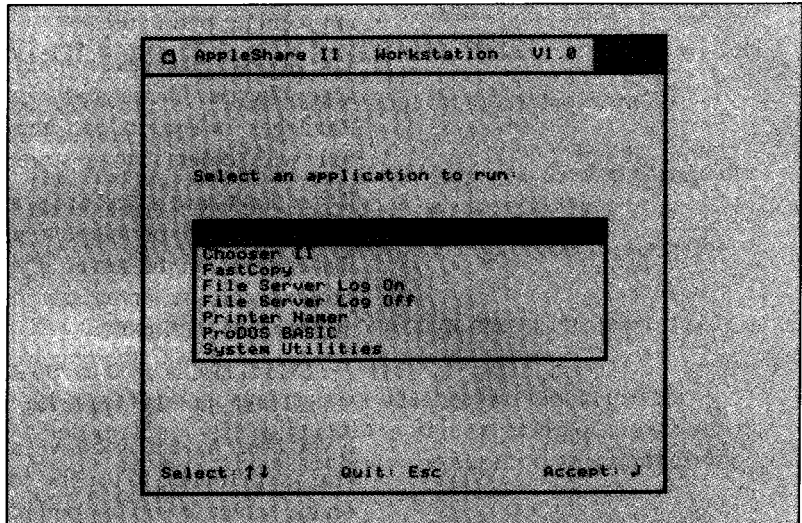 AppleShare II Workstation V1.0
Select an application to run:
Chooser II
FastCopy
File Server Log On
File Server Log Off
Printer Namer
ProDOS BASIC
System Utilities
Select: ↑↓ Quit: Esc Accept: ↲